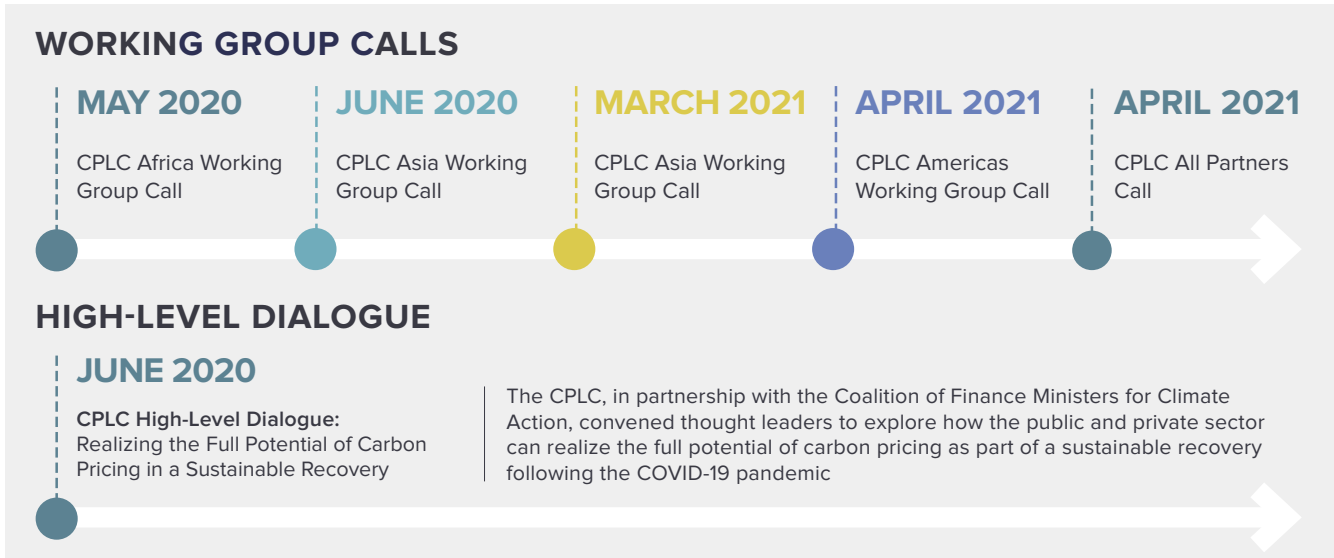 WORKING GROUP CALLS
MAY 2020
CPLC Africa Working
Group Call
JUNE 2020
CPLC Asia Working
Group Call
MARCH 2021
CPLC Asia Working
Group Call
APRIL 2021
CPLC Americas
Working Group Call
APRIL 2021
CPLC All Partners
Call
HIGH-LEVEL DIALOGUE
JUNE 2020
CPLC High-Level Dialogue:
Realizing the Full Potential of Carbon
Pricing in a Sustainable Recovery
The CPLC, in partnership with the Coalition of Finance Ministers for Climate
Action, convened thought leaders to explore how the public and private sector
can realize the full potential of carbon pricing as part of a sustainable recovery
following the COVID-19 pandemic